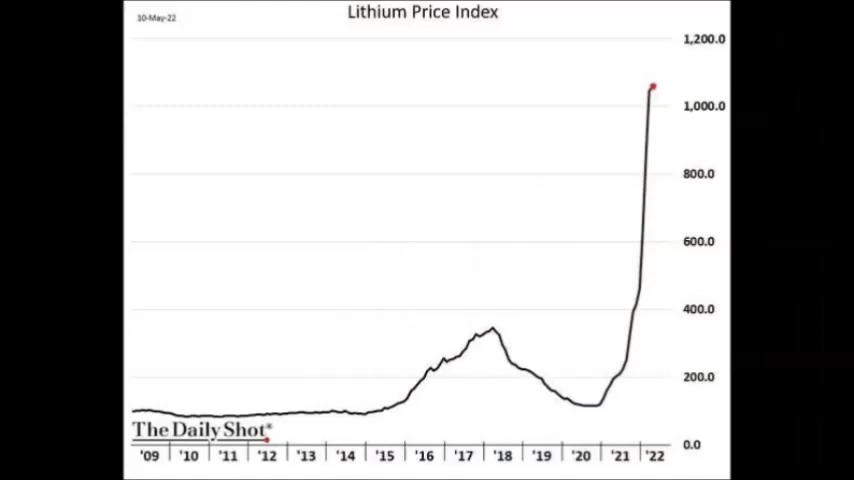 Lithium Price Index
10-May-22
1,200.0
1,000.0
800.0
600.0
400.0
200.0
0.0
The Daily Shot®
'09 '10 '11 '12 '13 '14 '15 '16 '17 '18 '19 '20 '21 '22